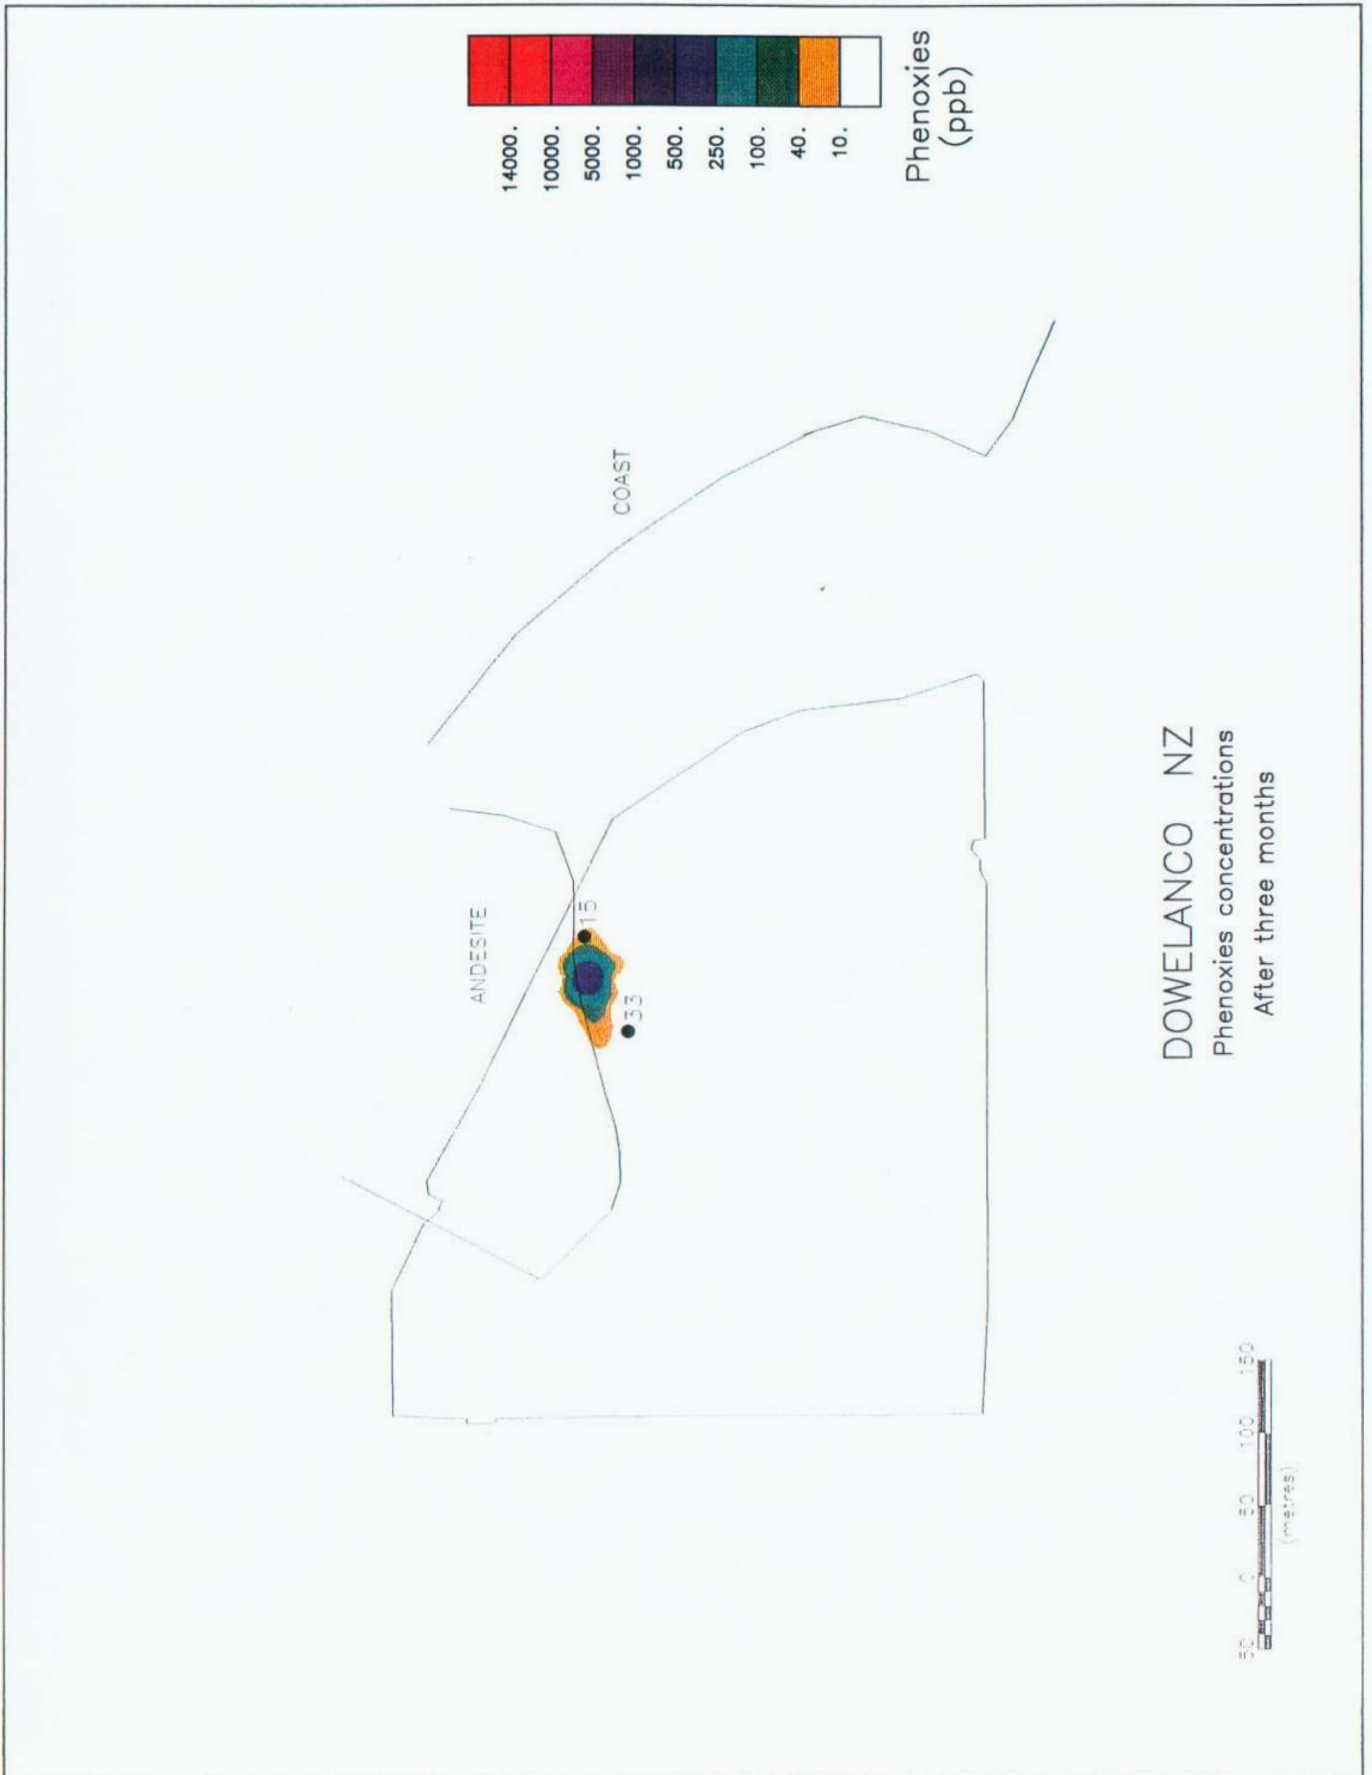 14000.
10000.
5000.
1000.
500.
250.
100.
40.
10.
Phenoxies
(ppb)
COAST
ANDESITE
15
33
DOWELANCO NZ
Phenoxies concentrations
After three months
50 0 50 100 150
(metres)